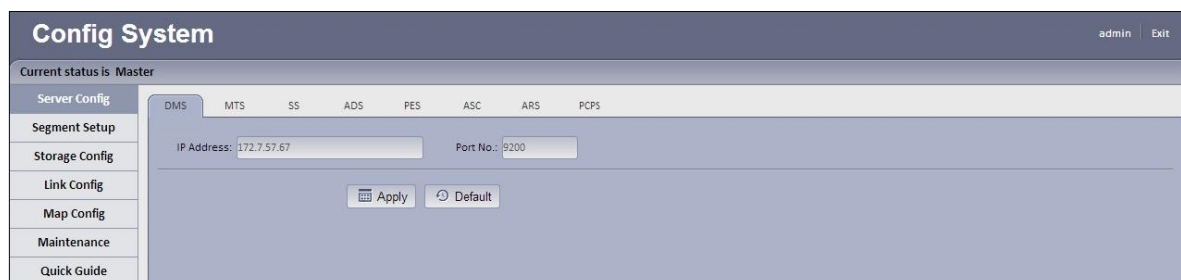 Config System
admin Exit
Current status is Master
Server Config
Segment Setup
Storage Config
Link Config
Map Config
Maintenance
Quick Guide
DMS MTS SS ADS PES ASC ARS PCPS
IP Address: 172.7.57.67 Port No.: 9200
Apply Default